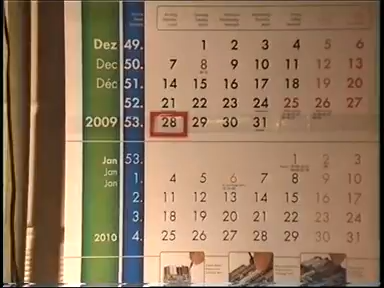 Dez 49. 1 2 3 4 5 6
Dec 50. 7 8 9 10 11 12 13
Déc 51. 14 15 16 17 18 19 20
52. 21 22 23 24 25 26 27
2009 53. 28 29 30 31
Jan 53. 1 2 3
Jan 1. 4 5 6 7 8 9 10
Jan 2. 11 12 13 14 15 16 17
3. 18 19 20 21 22 23 24
2010 4. 25 26 27 28 29 30 31